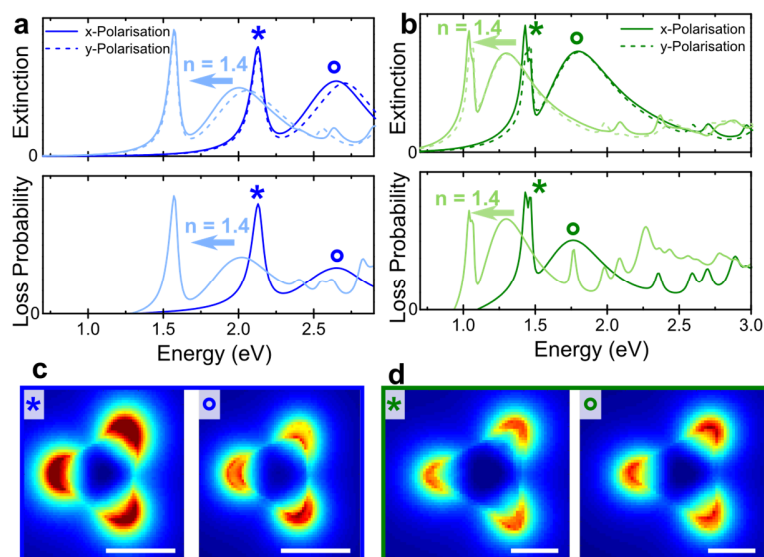 a
x-Polarisation
y-Polarisation
*
n = 1.4
Extinction
0
b
x-Polarisation
y-Polarisation
*
n = 1.4
Extinction
0
*
n = 1.4
Loss Probability
0
1.0 1.5 2.0 2.5
Energy (eV)
*
n = 1.4
Loss Probability
0
1.0 1.5 2.0 2.5 3.0
Energy (eV)
c
*
d
*